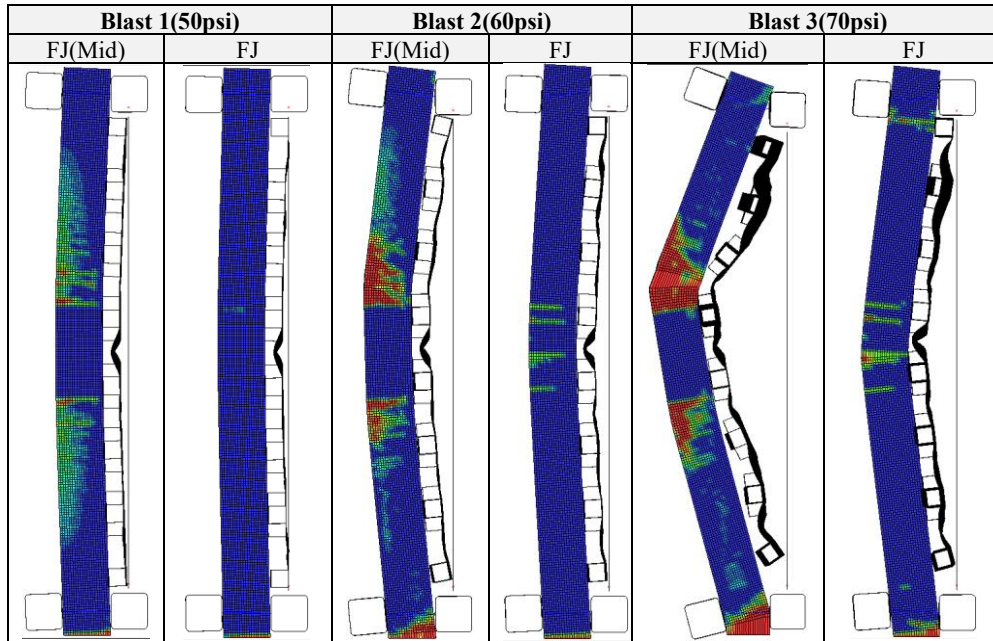 Blast 1(50psi) Blast 2(60psi) Blast 3(70psi)
FJ(Mid) FJ FJ(Mid) FJ FJ(Mid) FJ